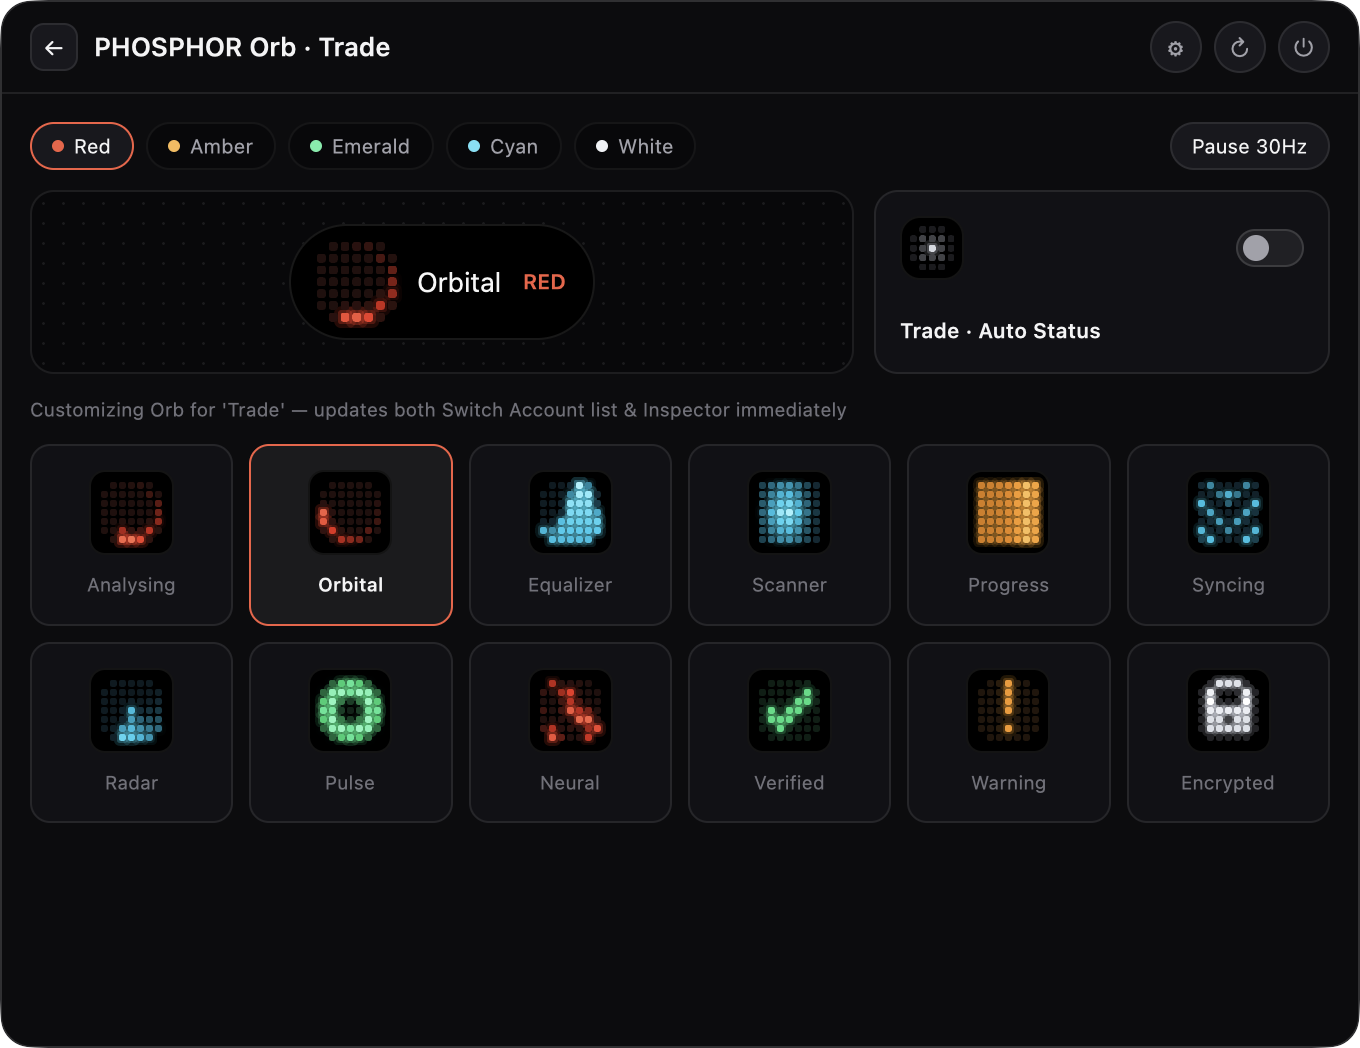 PHOSPHOR Orb · Trade
Red
Amber
Emerald
Cyan
White
Pause 30Hz
Orbital RED
Trade · Auto Status
Customizing Orb for 'Trade' — updates both Switch Account list & Inspector immediately
Analysing
Orbital
Equalizer
Scanner
Progress
Syncing
Radar
Pulse
Neural
Verified
Warning
Encrypted